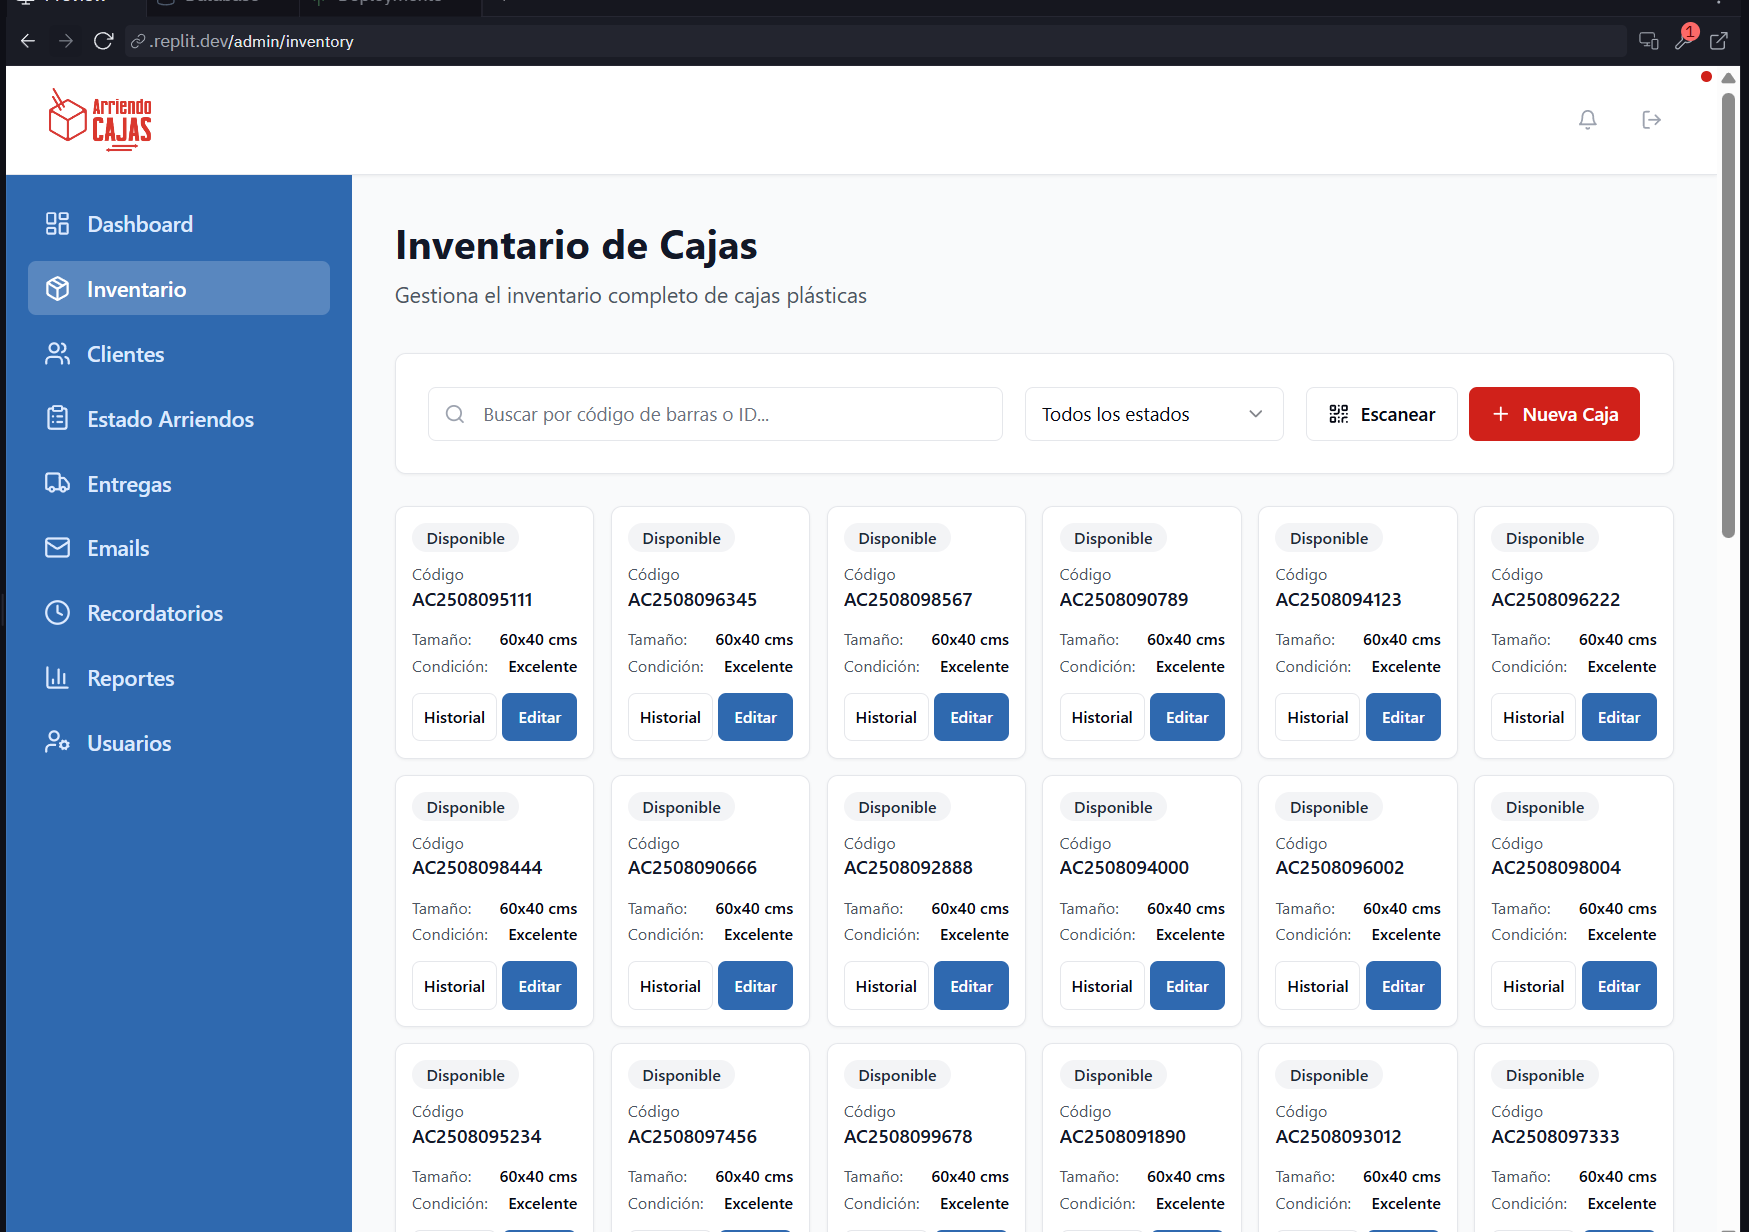 Preview Database Deployments
.replit.dev/admin/inventory
1
Arriendo
CAJAS
Dashboard
Inventario
Clientes
Estado Arriendos
Entregas
Emails
Recordatorios
Reportes
Usuarios
Inventario de Cajas
Gestiona el inventario completo de cajas plásticas
Buscar por código de barras o ID... Todos los estados Escanear Nueva Caja
Disponible Disponible Disponible Disponible Disponible Disponible
Código Código Código Código Código Código
AC2508095111 AC2508096345 AC2508098567 AC2508090789 AC2508094123 AC2508096222
Tamaño: 60x40 cms Tamaño: 60x40 cms Tamaño: 60x40 cms Tamaño: 60x40 cms Tamaño: 60x40 cms Tamaño: 60x40 cms
Condición: Excelente Condición: Excelente Condición: Excelente Condición: Excelente Condición: Excelente Condición: Excelente
Historial Editar Historial Editar Historial Editar Historial Editar Historial Editar Historial Editar
Disponible Disponible Disponible Disponible Disponible Disponible
Código Código Código Código Código Código
AC2508098444 AC2508090666 AC2508092888 AC2508094000 AC2508096002 AC2508098004
Tamaño: 60x40 cms Tamaño: 60x40 cms Tamaño: 60x40 cms Tamaño: 60x40 cms Tamaño: 60x40 cms Tamaño: 60x40 cms
Condición: Excelente Condición: Excelente Condición: Excelente Condición: Excelente Condición: Excelente Condición: Excelente
Historial Editar Historial Editar Historial Editar Historial Editar Historial Editar Historial Editar
Disponible Disponible Disponible Disponible Disponible Disponible
Código Código Código Código Código Código
AC2508095234 AC2508097456 AC2508099678 AC2508091890 AC2508093012 AC2508097333
Tamaño: 60x40 cms Tamaño: 60x40 cms Tamaño: 60x40 cms Tamaño: 60x40 cms Tamaño: 60x40 cms Tamaño: 60x40 cms
Condición: Excelente Condición: Excelente Condición: Excelente Condición: Excelente Condición: Excelente Condición: Excelente